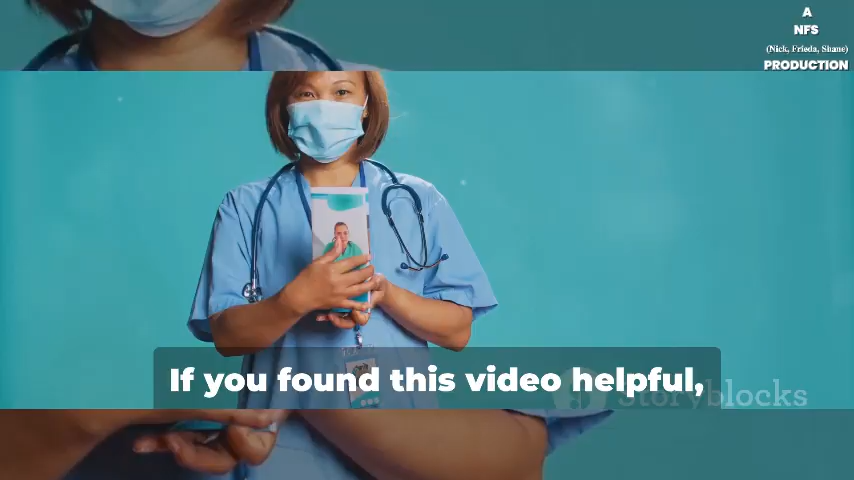 A
NFS
(Nick, Frieda, Shane)
PRODUCTION
If you found this video helpful,
Storyblocks